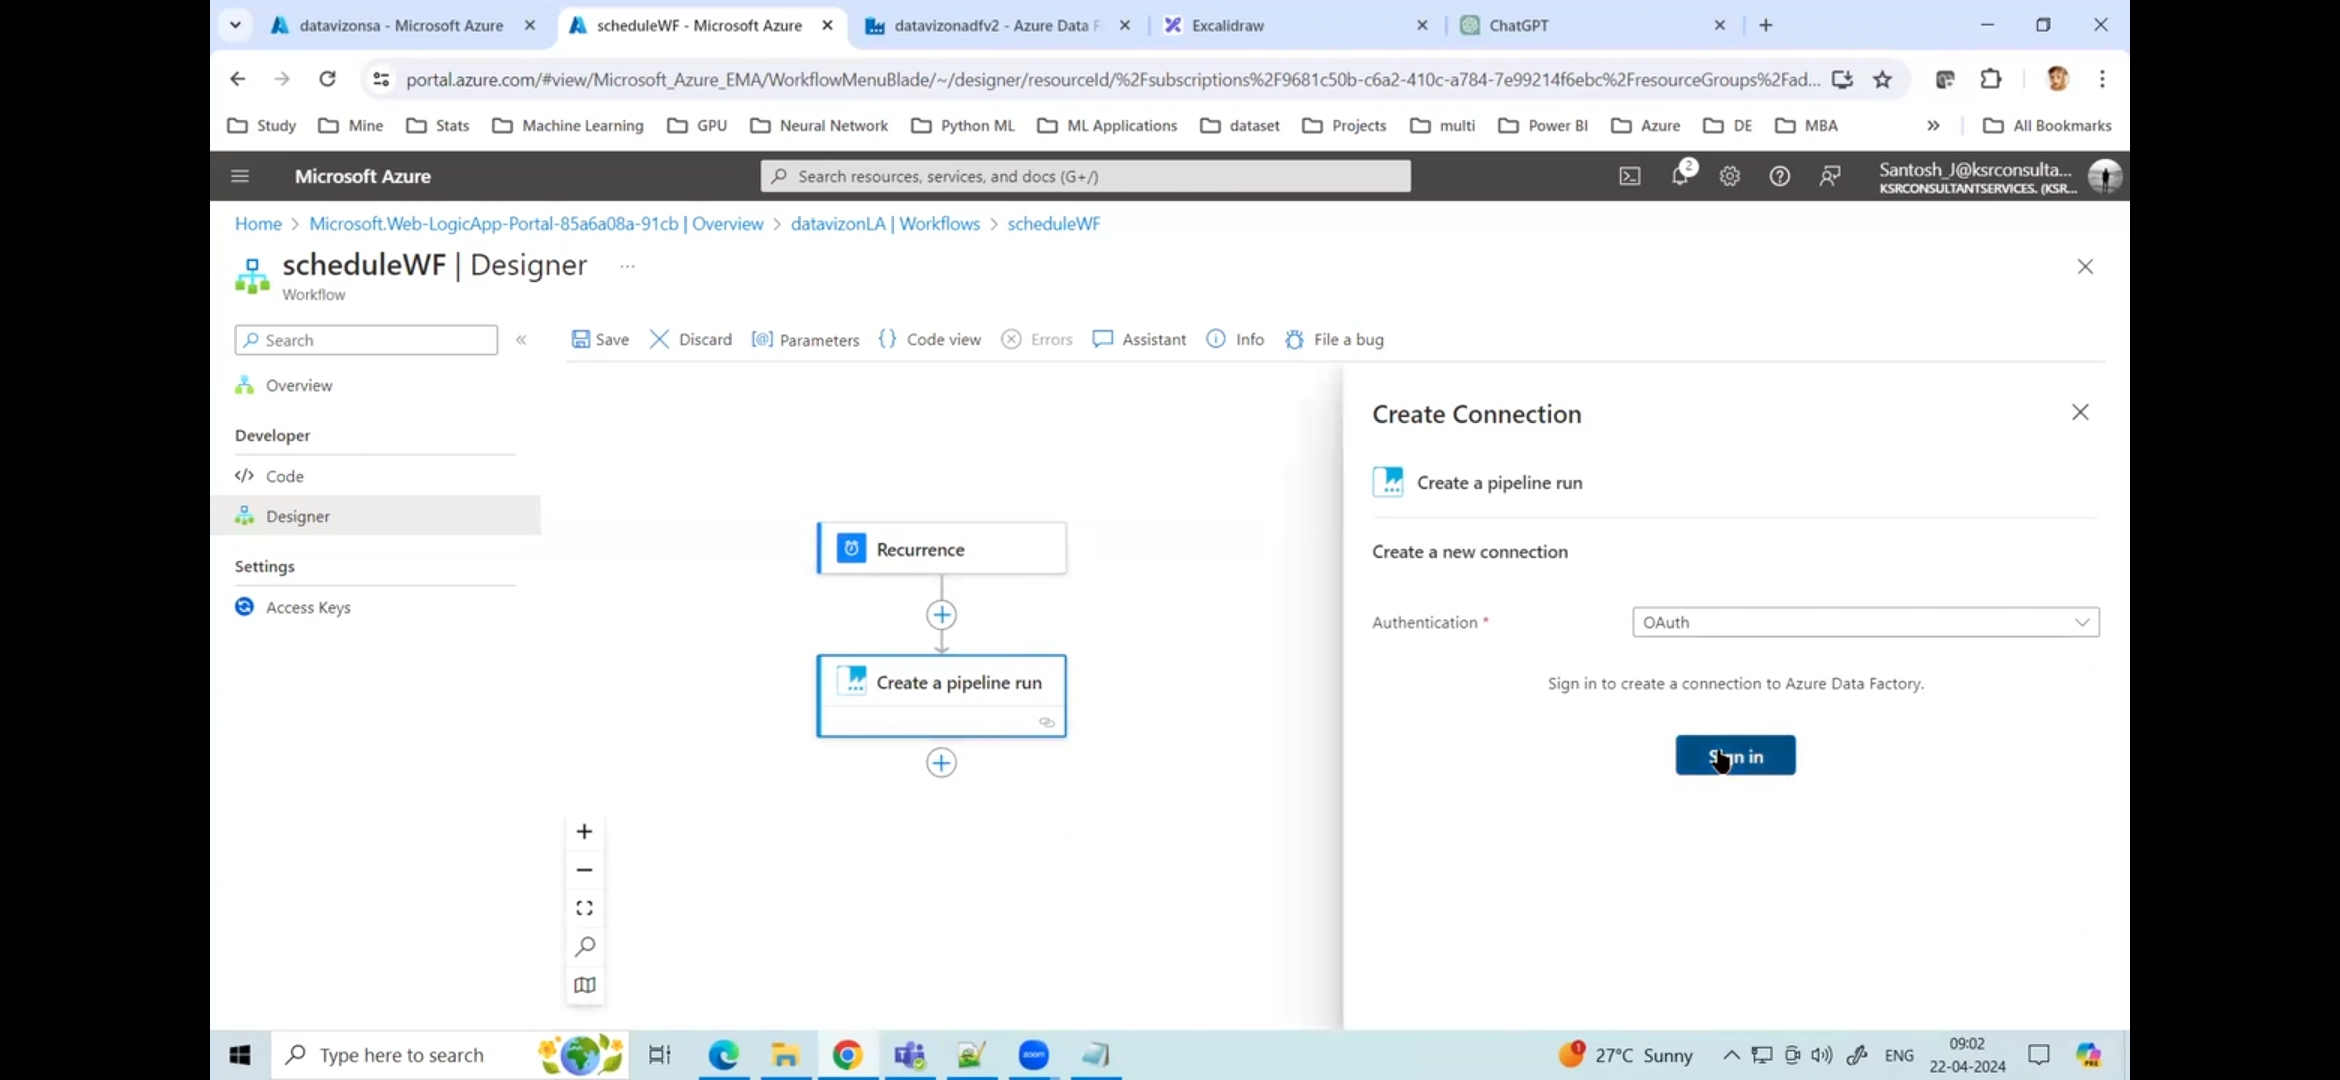 datavizonsa - Microsoft Azure
scheduleWF - Microsoft Azure
datavizonadfv2 - Azure Data F
Excalidraw
ChatGPT
portal.azure.com/#view/Microsoft_Azure_EMA/WorkflowMenuBlade/~/designer/resourceId/%2Fsubscriptions%2F9681c50b-c6a2-410c-a784-7e99214f6ebc%2FresourceGroups%2Fad...
Study
Mine
Stats
Machine Learning
GPU
Neural Network
Python ML
ML Applications
dataset
Projects
multi
Power BI
Azure
DE
MBA
All Bookmarks
Microsoft Azure
Search resources, services, and docs (G+/)
2
Santosh_J@ksrconsulta...
KSRCONSULTANTSERVICES. (KSR...
Home > Microsoft.Web-LogicApp-Portal-85a6a08a-91cb | Overview > datavizonLA | Workflows > scheduleWF
scheduleWF | Designer ...
Workflow
Search
Save
Discard
Parameters
Code view
Errors
Assistant
Info
File a bug
Overview
Developer
Code
Designer
Settings
Access Keys
Recurrence
Create a pipeline run
Create Connection
Create a pipeline run
Create a new connection
Authentication *
OAuth
Sign in to create a connection to Azure Data Factory.
Sign in
Type here to search
zoom
1
27°C Sunny
ENG
09:02
22-04-2024
PRE